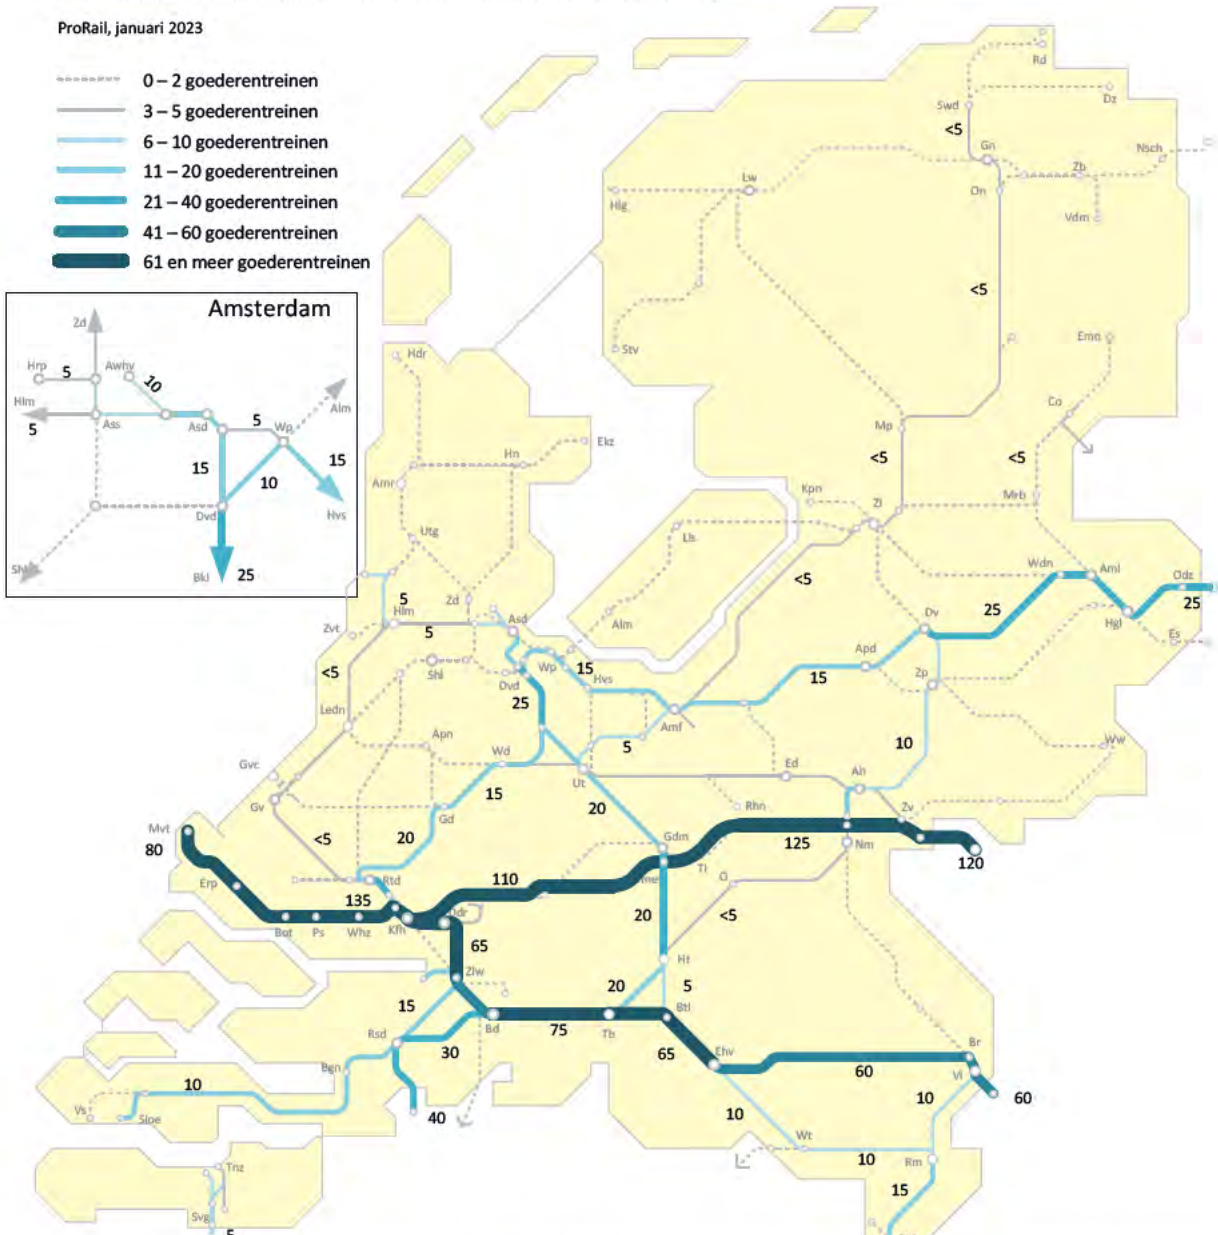 ProRail, januari 2023
0 – 2 goederentreinen
3 – 5 goederentreinen
6 – 10 goederentreinen
11 – 20 goederentreinen
21 – 40 goederentreinen
41 – 60 goederentreinen
61 en meer goederentreinen
Amsterdam
Zd
Hrp
5
Awhv
10
Hlm
5
Ass
Asd
5
Wp
Alm
15
10
15
Hvs
Dvd
Bkl
25
Rd
Dz
Swd
<5
Gn
Nsch
Zb
On
Vdm
Lw
Hlg
<5
Stv
Emn
Hdr
Co
Mp
Ekz
Hn
<5
<5
Amr
Kpn
Mrb
Zl
Utg
Lls
Wdn
Aml
Odz
<5
Zd
5
Hlm
5
Asd
Alm
Dv
25
Hgl
25
Zvt
Es
Shl
Wp
15
Apd
<5
Dvd
Hvs
15
Zp
25
Ledn
Amf
Apn
5
10
Ww
Wd
Gvc
Ut
Ed
Ah
15
Gv
Gd
20
Rhn
Zv
Mvt
80
20
<5
Gdm
125
Nm
120
Erp
Rtd
110
Tl
O
135
20
<5
Bot
Ps
Whz
Kfh
Ddr
65
Ht
Zlw
20
5
15
Btl
Bd
75
Tb
Rsd
30
65
Ehv
60
Br
Vl
Bgn
10
10
60
Vs
Sloe
40
10
Wt
10
Rm
Tnz
15
Svg
5